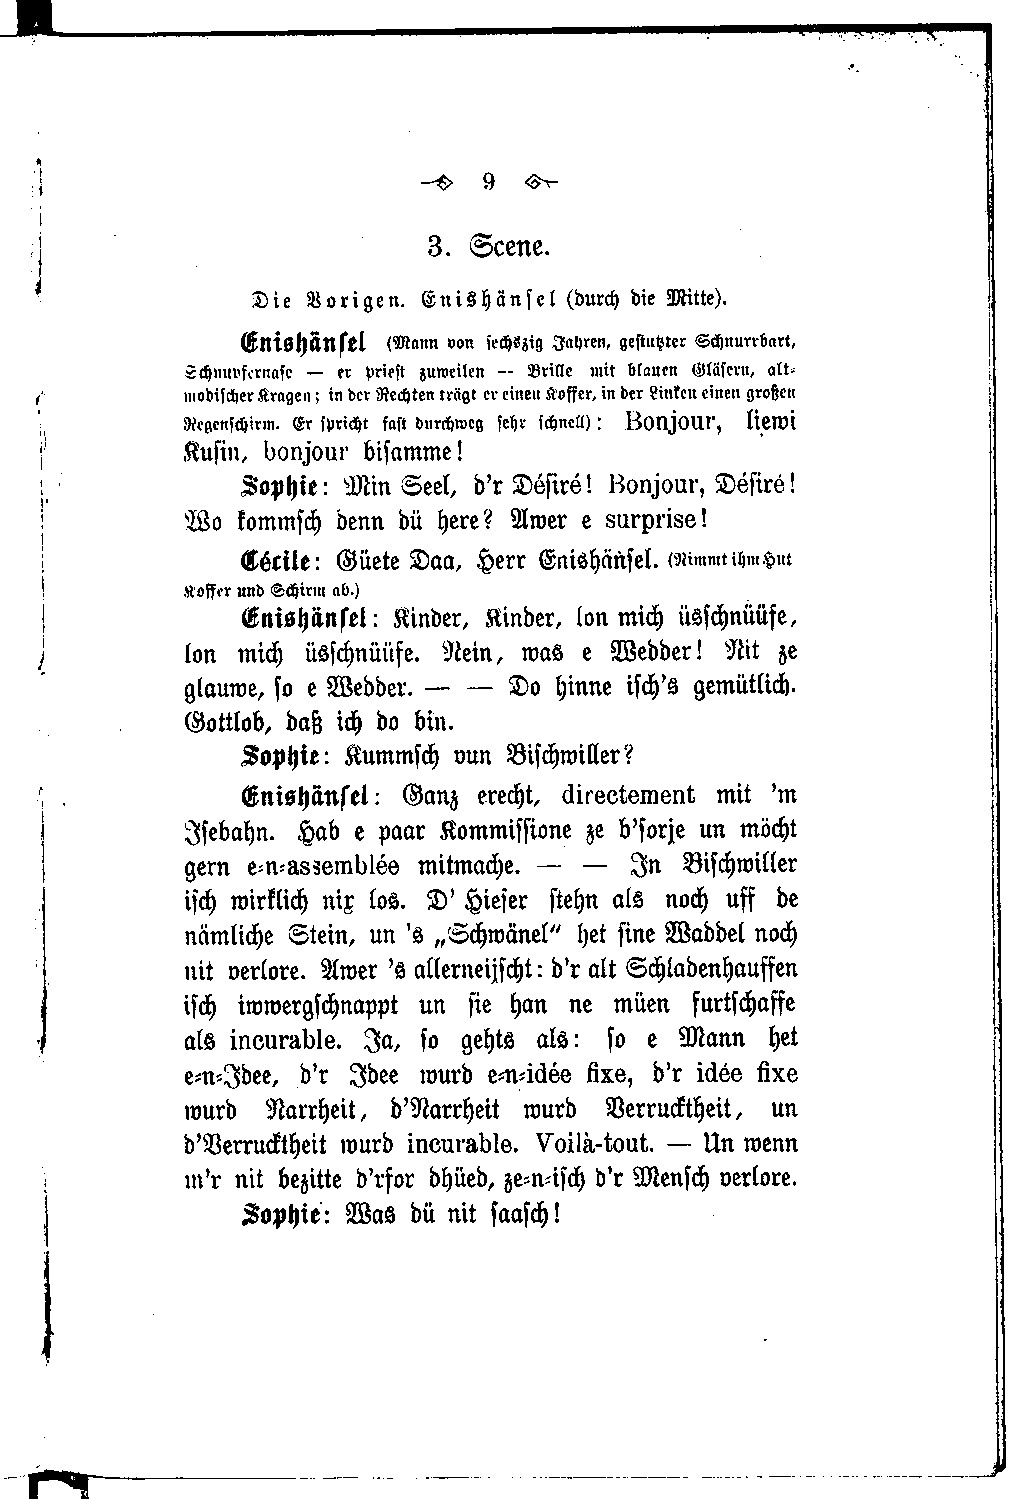 9
3. Scene.
Die Vorigen. Enishänsel (durch die Mitte).
Enishänsel (Mann von sechszig Jahren, gestutzter Schnurrbart,
Schnupfernase — er priest zuweilen -- Brille mit blauen Gläsern, alt-
modischer Kragen; in der Rechten trägt er einen Koffer, in der Linken einen großen
Regenschirm. Er spricht fast durchweg sehr schnell): Bonjour, liewi
Kusin, bonjour bisamme!
Sophie: Min Seel, d'r Désiré! Bonjour, Désiré!
Wo kommsch denn dü here? Awer e surprise!
Cécile: Güete Daa, Herr Enishänsel. (Nimmt ihm Hut
Koffer und Schirm ab.)
Enishänsel: Kinder, Kinder, lon mich üsschnüüfe,
lon mich üsschnüüfe. Nein, was e Wedder! Nit ze
glauwe, so e Wedder. — — Do hinne isch's gemütlich.
Gottlob, daß ich do bin.
Sophie: Kummsch vun Bischwiller?
Enishänsel: Ganz erecht, directement mit 'm
Isebahn. Hab e paar Kommissione ze b'sorje un möcht
gern e-n-assemblée mitmache. — — In Bischwiller
isch wirklich nix los. D' Hieser stehn als noch uff de
nämliche Stein, un 's „Schwänel“ het sine Waddel noch
nit verlore. Awer 's allerneijscht: d'r alt Schladenhauffen
isch iwwergschnappt un sie han ne müen furtschaffe
als incurable. Ja, so gehts als: so e Mann het
e-n-Idee, d'r Idee wurd e-n-idée fixe, d'r idée fixe
wurd Narrheit, d'Narrheit wurd Verrucktheit, un
d'Verrucktheit wurd incurable. Voilà-tout. — Un wenn
m'r nit bezitte d'rfor dhüed, ze-n-isch d'r Mensch verlore.
Sophie: Was dü nit saasch!